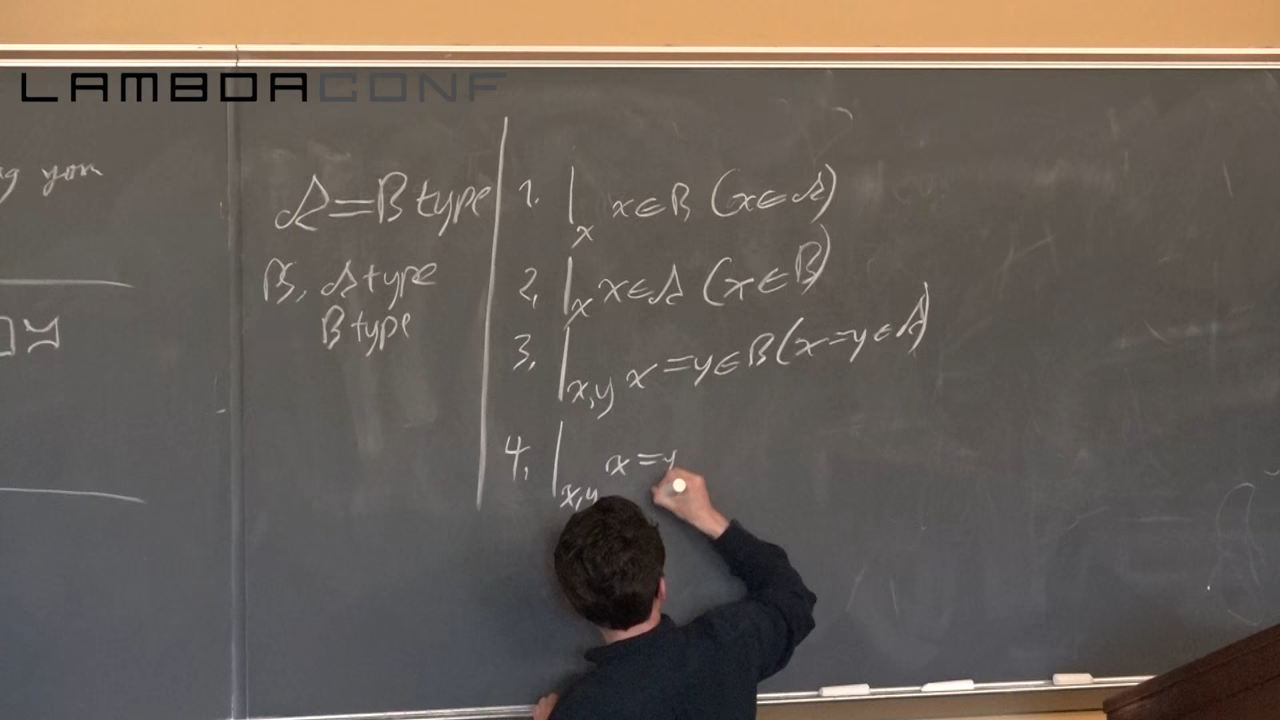 LAMBDACONF
g you
A = B type
B, A type
B type
1. |x x ∈ B (x ∈ A)
2. |x x ∈ A (x ∈ B)
3. |x,y x = y ∈ B (x = y ∈ A)
4. |x,y x = y